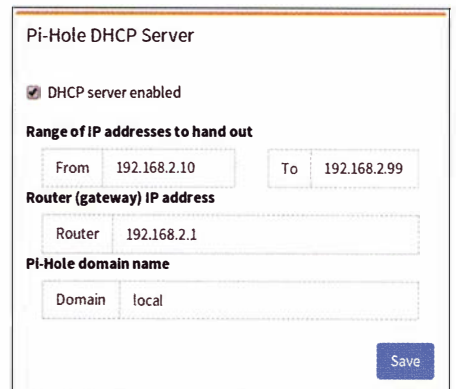 Pi-Hole DHCP Server
DHCP server enabled
Range of IP addresses to hand out
From 192.168.2.10 To 192.168.2.99
Router (gateway) IP address
Router 192.168.2.1
Pi-Hole domain name
Domain local
Save